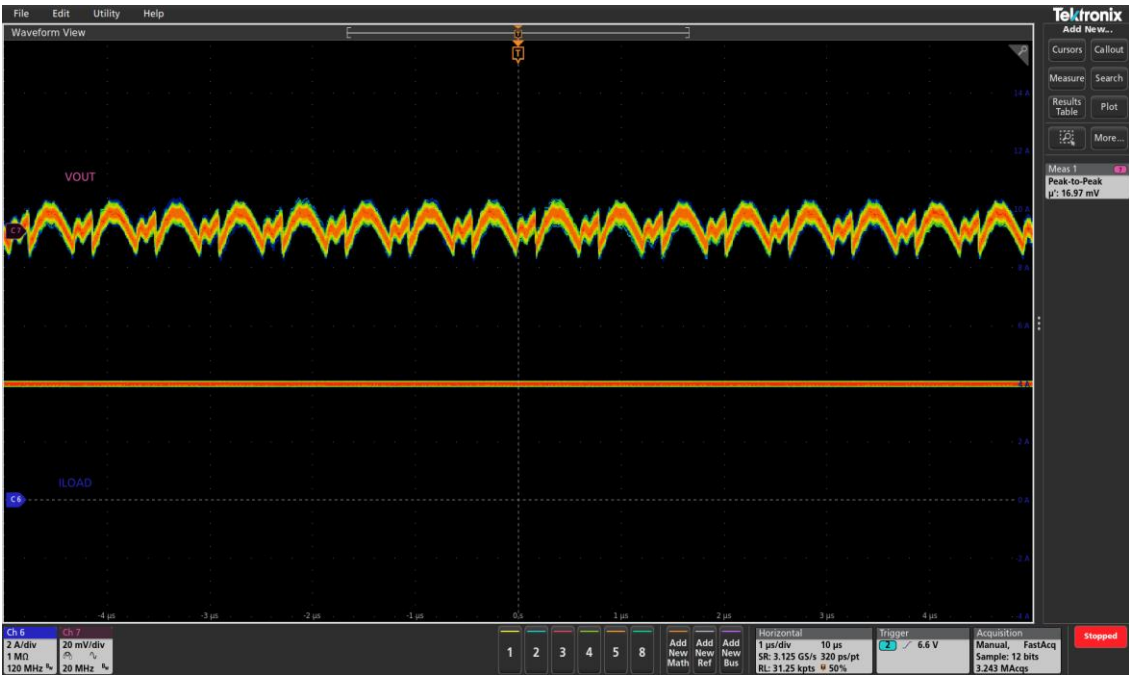 File Edit Utility Help
Tektronix
Waveform View
Add New...
Cursors Callout
Measure Search
Results Table Plot
More...
Meas 1 7
Peak-to-Peak
µ': 16.97 mV
T
T
14 A
12 A
VOUT
10 A
C7
8 A
6 A
4 A
2 A
ILOAD
C6
0 A
-2 A
-4 µs -3 µs -2 µs -1 µs 0 s 1 µs 2 µs 3 µs 4 µs
-4 A
Ch 6
2 A/div
1 MΩ
120 MHz Bw
Ch 7
20 mV/div
20 MHz Bw
1 2 3 4 5 8
Add New Math
Add New Ref
Add New Bus
Horizontal
1 µs/div 10 µs
SR: 3.125 GS/s 320 ps/pt
RL: 31.25 kpts 50%
Trigger
2 6.6 V
Acquisition
Manual, FastAcq
Sample: 12 bits
3.243 MAcqs
Stopped